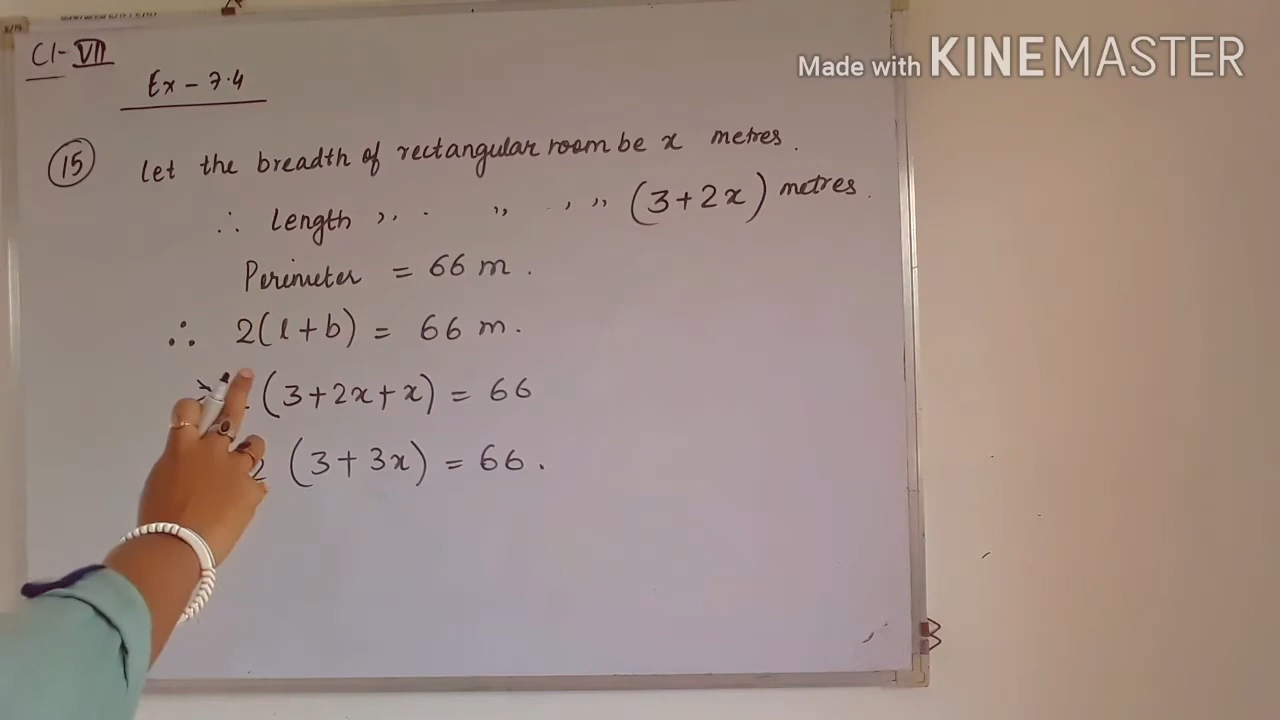 Made with KINEMASTER
Cl-VII
Ex - 7.4
15 Let the breadth of rectangular room be x metres.
∴ Length ,, . ,, , ,, (3+2x) metres.
Perimeter = 66 m.
∴ 2(l+b) = 66 m.
(3+2x+x) = 66
2 (3+3x) = 66.